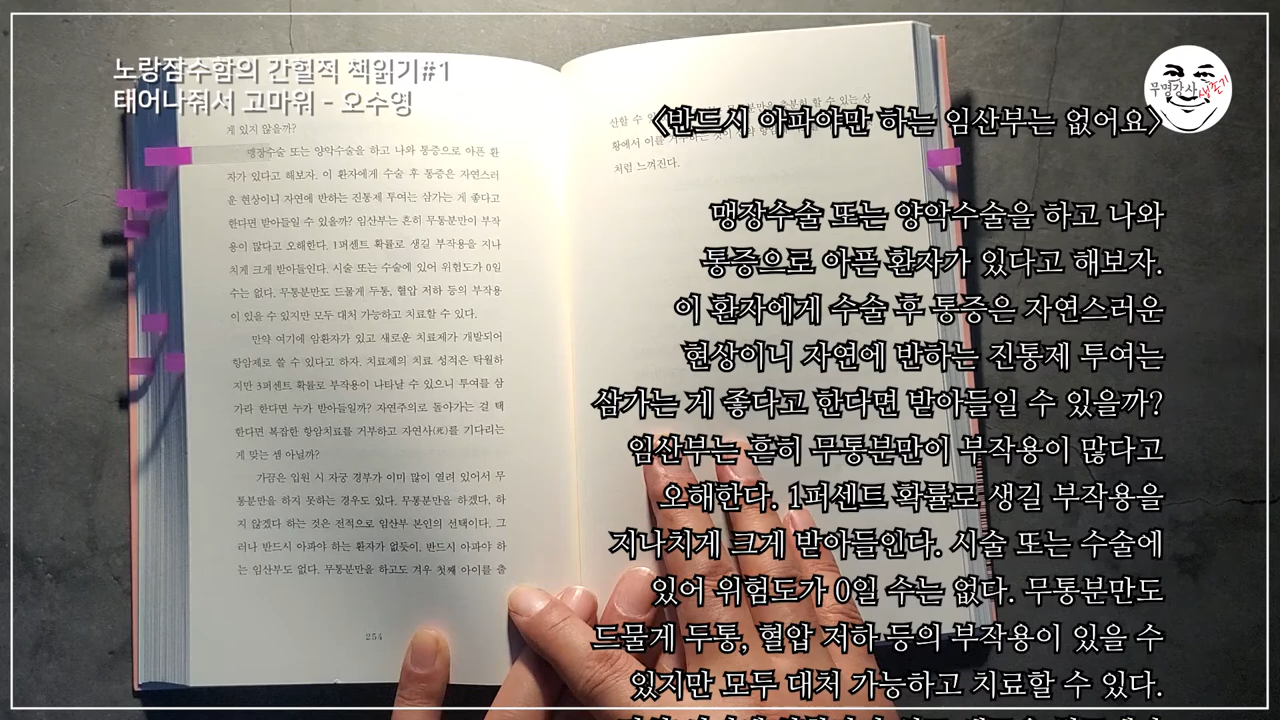 노랑잠수함의 간헐적 책읽기#1
태어나줘서 고마워 - 오수영
무명강사 생존기
게 있지 않을까?
맹장수술 또는 양악수술을 하고 나와 통증으로 아픈 환
자가 있다고 해보자. 이 환자에게 수술 후 통증은 자연스러
운 현상이니 자연에 반하는 진통제 투여는 삼가는 게 좋다고
한다면 받아들일 수 있을까? 임산부는 흔히 무통분만이 부작
용이 많다고 오해한다. 1퍼센트 확률로 생길 부작용을 지나
치게 크게 받아들인다. 시술 또는 수술에 있어 위험도가 0일
수는 없다. 무통분만도 드물게 두통, 혈압 저하 등의 부작용
이 있을 수 있지만 모두 대처 가능하고 치료할 수 있다.
만약 여기에 암환자가 있고 새로운 치료제가 개발되어
항암제로 쓸 수 있다고 하자. 치료제의 치료 성적은 탁월하
지만 3퍼센트 확률로 부작용이 나타날 수 있으니 투여를 삼
가라 한다면 누가 받아들일까? 자연주의로 돌아가는 걸 택
한다면 복잡한 항암치료를 거부하고 자연사(死)를 기다리는
게 맞는 셈 아닐까?
가끔은 입원 시 자궁 경부가 이미 많이 열려 있어서 무
통분만을 하지 못하는 경우도 있다. 무통분만을 하겠다, 하
지 않겠다 하는 것은 전적으로 임산부 본인의 선택이다. 그
러나 반드시 아파야 하는 환자가 없듯이, 반드시 아파야 하
는 임산부도 없다. 무통분만을 하고도 겨우 첫째 아이를 출
254
산할 수 있는 상
황에서 이를
처럼 느껴진다.
<반드시 아파야만 하는 임산부는 없어요>
맹장수술 또는 양악수술을 하고 나와
통증으로 아픈 환자가 있다고 해보자.
이 환자에게 수술 후 통증은 자연스러운
현상이니 자연에 반하는 진통제 투여는
삼가는 게 좋다고 한다면 받아들일 수 있을까?
임산부는 흔히 무통분만이 부작용이 많다고
오해한다. 1퍼센트 확률로 생길 부작용을
지나치게 크게 받아들인다. 시술 또는 수술에
있어 위험도가 0일 수는 없다. 무통분만도
드물게 두통, 혈압 저하 등의 부작용이 있을 수
있지만 모두 대처 가능하고 치료할 수 있다.